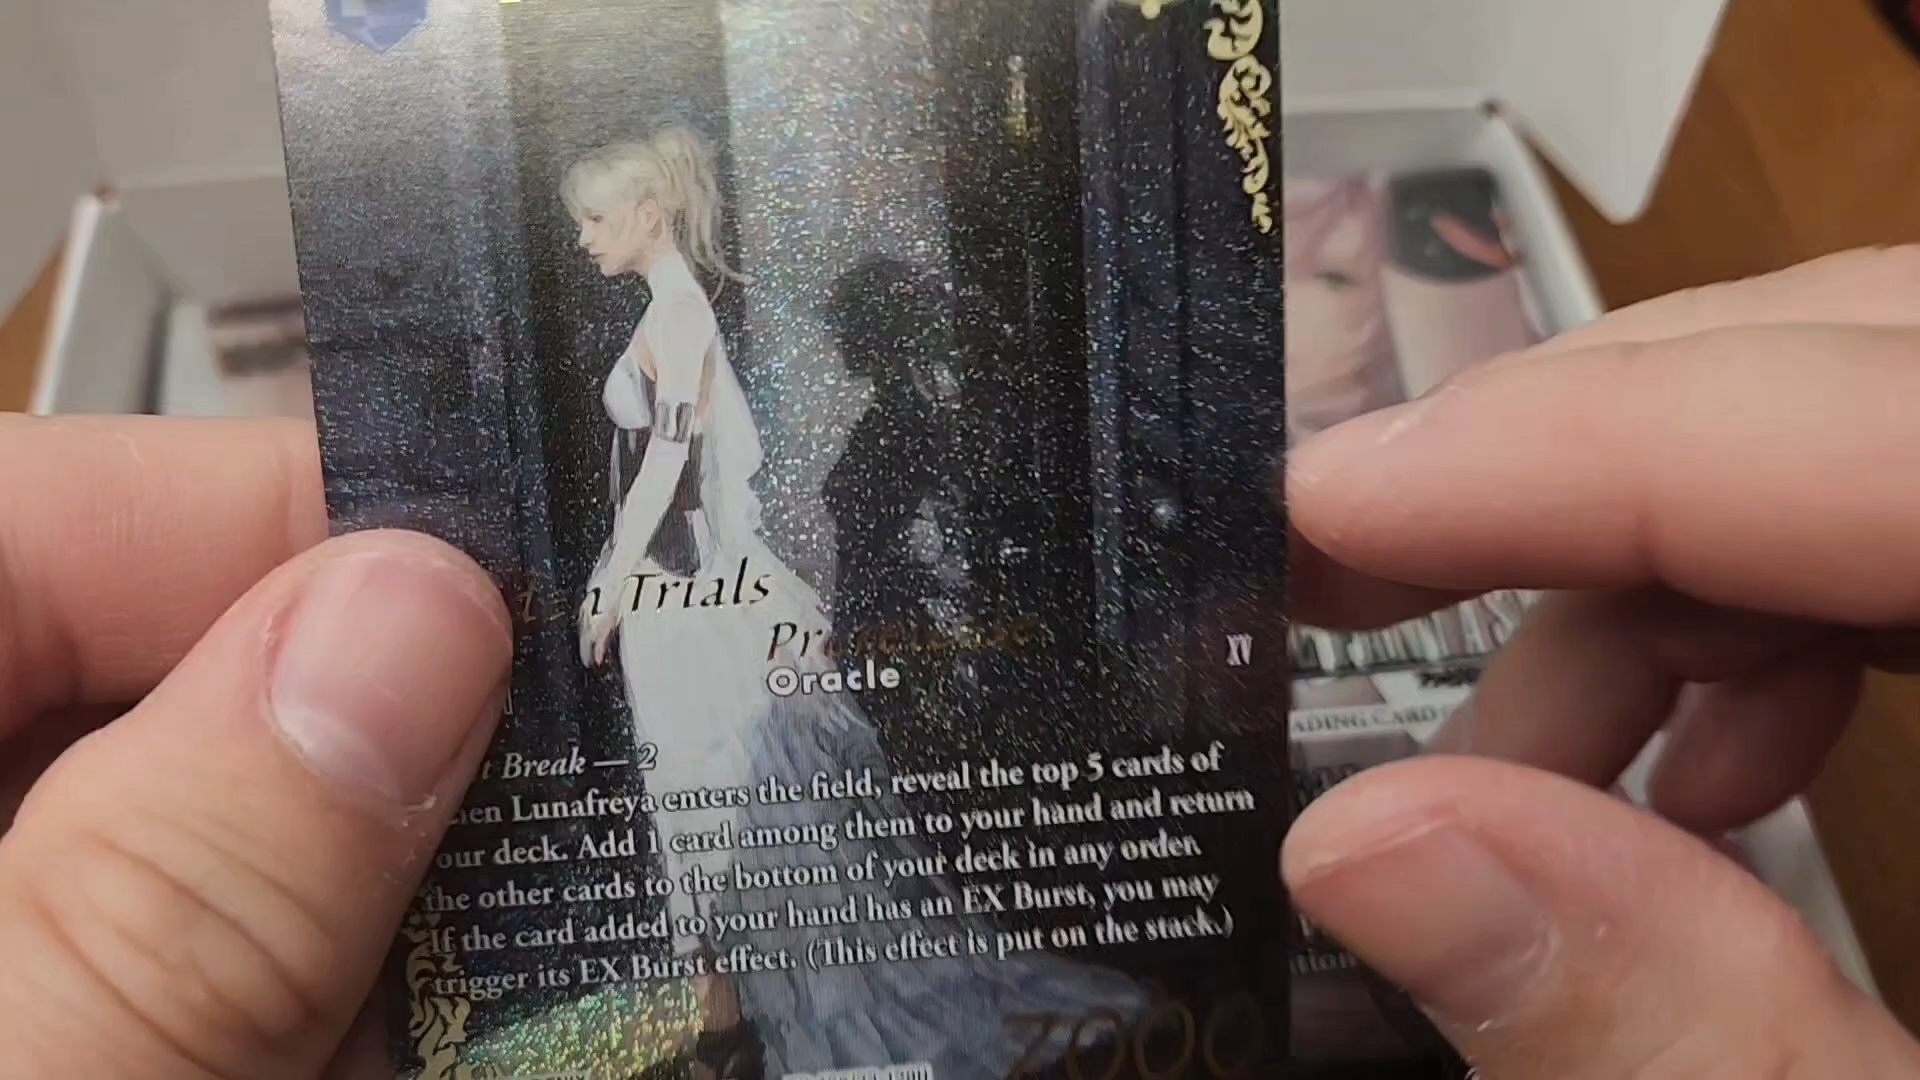 Trials
Oracle
XV
Break — 2
Lunafreya enters the field, reveal the top 5 cards of
our deck. Add 1 card among them to your hand and return
the other cards to the bottom of your deck in any order.
If the card added to your hand has an EX Burst, you may
trigger its EX Burst effect. (This effect is put on the stack.)
7000
ADING CARD